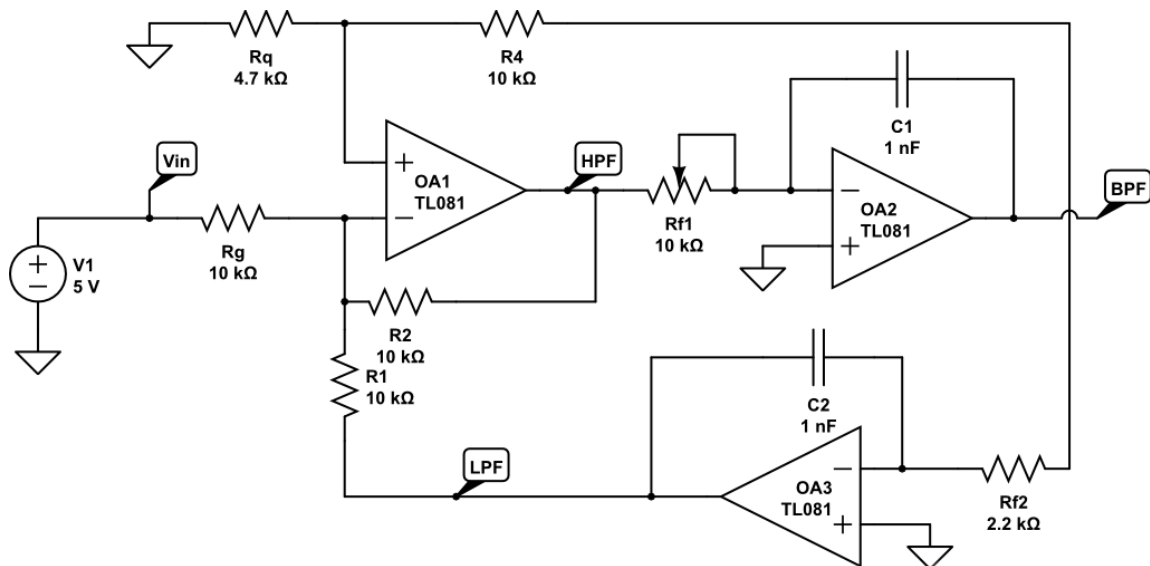 Rq
4.7 kΩ
R4
10 kΩ
C1
1 nF
Vin
+
OA1
TL081
−
HPF
Rf1
10 kΩ
−
OA2
TL081
+
BPF
Rg
10 kΩ
+
−
V1
5 V
R2
10 kΩ
R1
10 kΩ
C2
1 nF
LPF
−
OA3
TL081
+
Rf2
2.2 kΩ